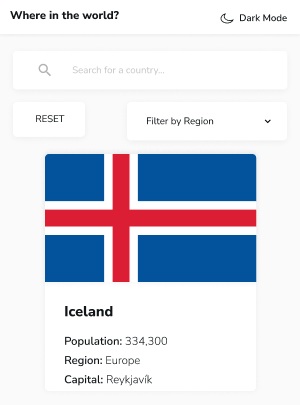 Where in the world?
Dark Mode
Search for a country...
RESET
Filter by Region
Iceland
Population: 334,300
Region: Europe
Capital: Reykjavík